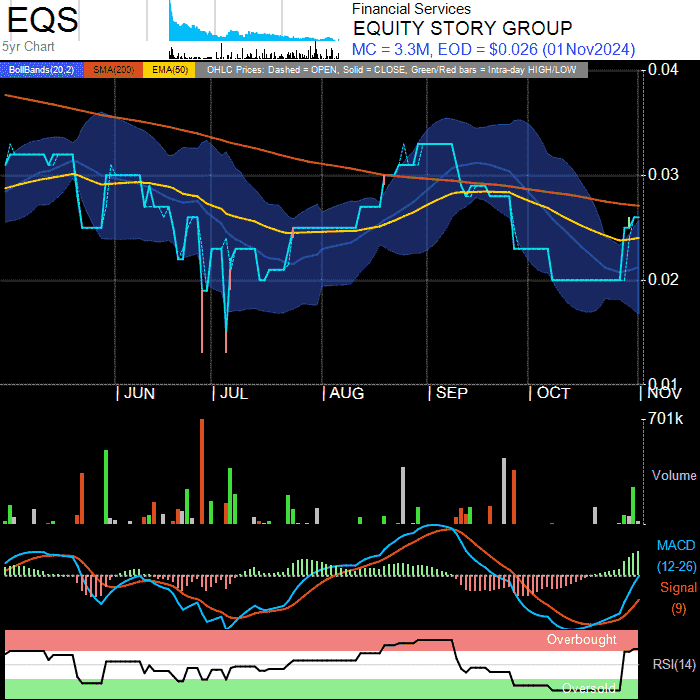 EQS
5yr Chart
Financial Services
EQUITY STORY GROUP
MC = 3.3M, EOD = $0.026 (01Nov2024)
BollBands(20,2) SMA(200) EMA(50) OHLC Prices: Dashed = OPEN, Solid = CLOSE, Green/Red bars = Intra-day HIGH/LOW
0.04
0.03
0.02
0.01
JUN JUL AUG SEP OCT NOV
701k
Volume
MACD
(12-26)
Signal
(9)
Overbought
RSI(14)
Oversold